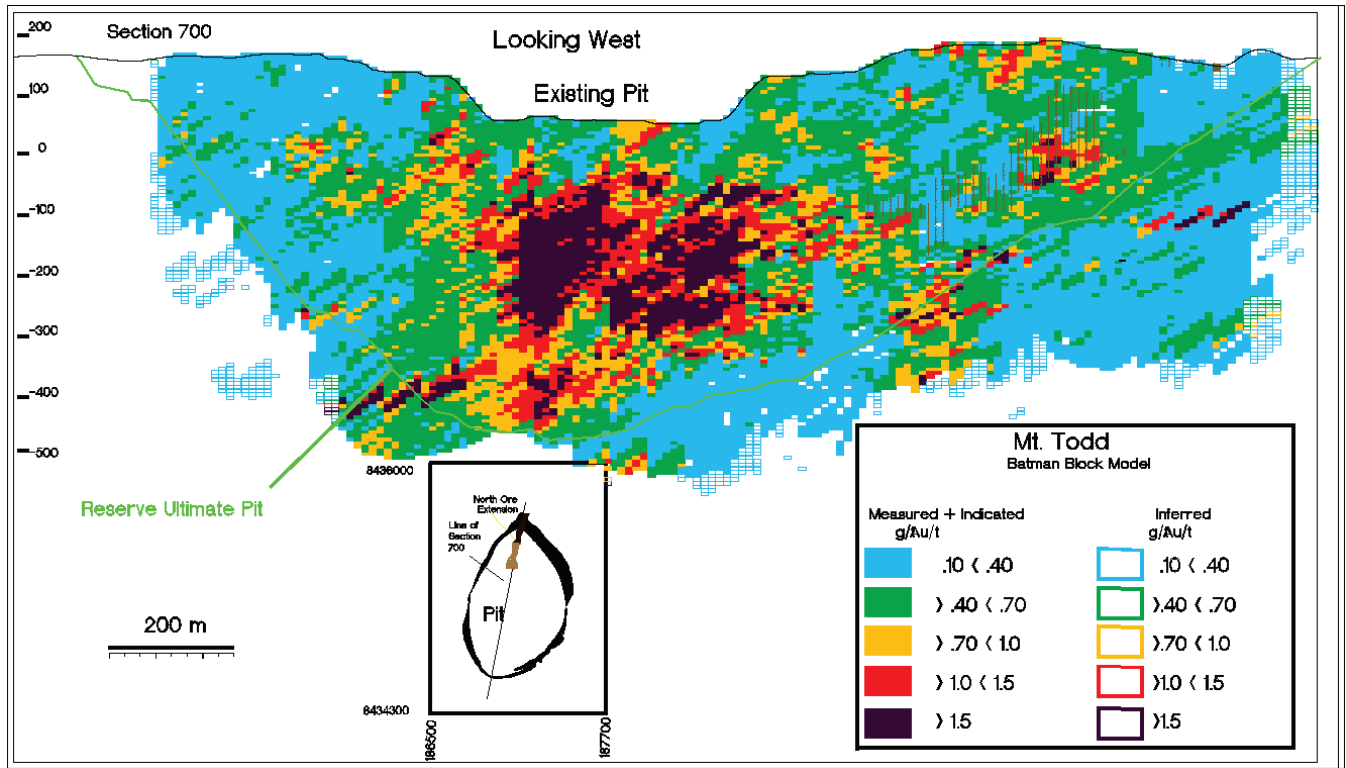 200
Section 700
Looking West
Existing Pit
100
0
-100
-200
-300
-400
-500
Reserve Ultimate Pit
200 m
8436000
North Ore
Extension
Line of
Section
700
Pit
8434300
186500
187700
Mt. Todd
Batman Block Model
Measured + Indicated
g/Au/t
.10 < .40
> .40 < .70
> .70 < 1.0
> 1.0 < 1.5
> 1.5
Inferred
g/Au/t
.10 < .40
>.40 < .70
>.70 < 1.0
>1.0 < 1.5
>1.5